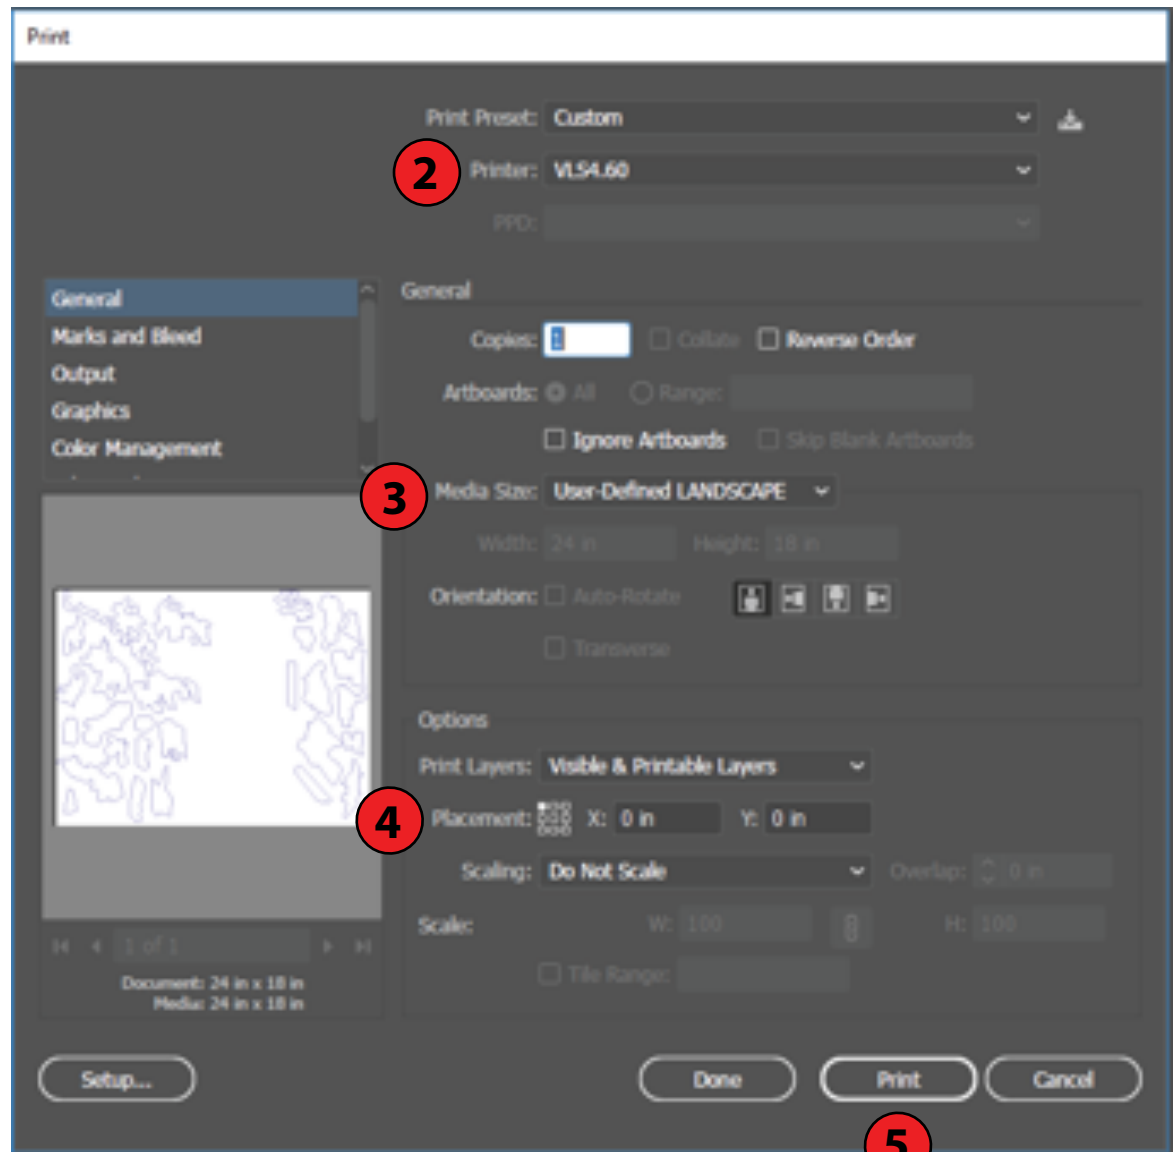 Print
Print Preset: Custom
2 Printer: VLS4.60
PPD:
General
Marks and Bleed
Output
Graphics
Color Management
General
Copies: 1 Collate Reverse Order
Artboards: All Range:
Ignore Artboards Skip Blank Artboards
3 Media Size: User-Defined LANDSCAPE
Width: 24 in Height: 18 in
Orientation: Auto-Rotate
Transverse
Options
Print Layers: Visible & Printable Layers
4 Placement: X: 0 in Y: 0 in
Scaling: Do Not Scale Overlap: 0 in
Scale: W: 100 H: 100
Tile Range:
1 of 1
Document: 24 in x 18 in
Media: 24 in x 18 in
Setup... Done Print Cancel
5